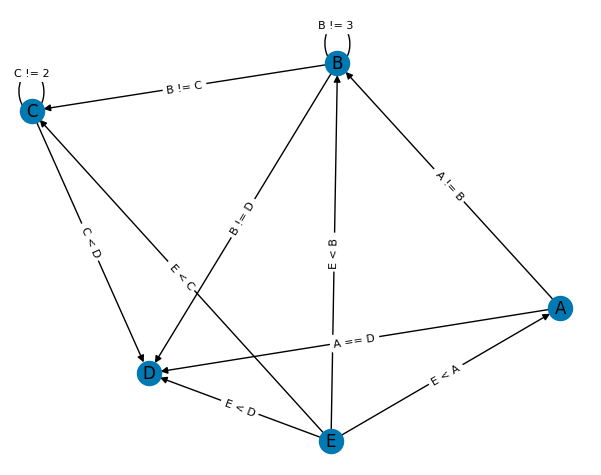 B != 3
B
C != 2
C
B != C
A != B
B != D
C < D
E < B
E < C
A
A == D
D
E < A
E < D
E